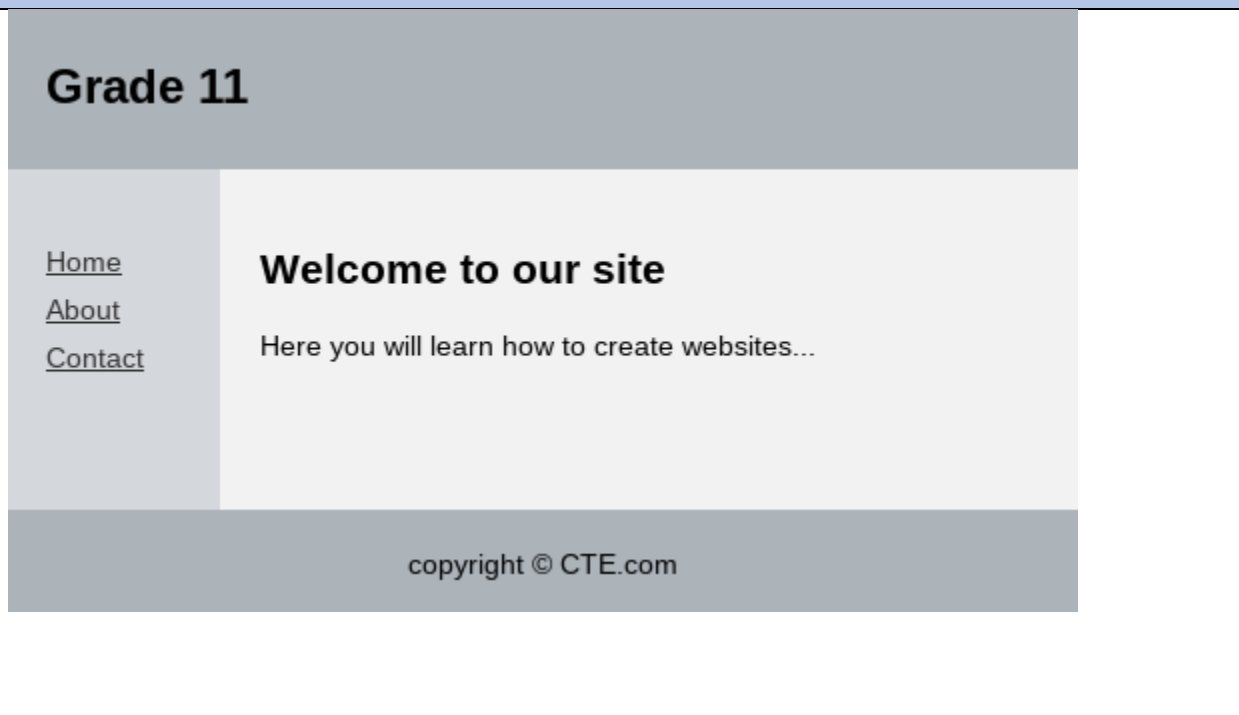 Grade 11
Home
About
Contact
Welcome to our site
Here you will learn how to create websites...
copyright © CTE.com